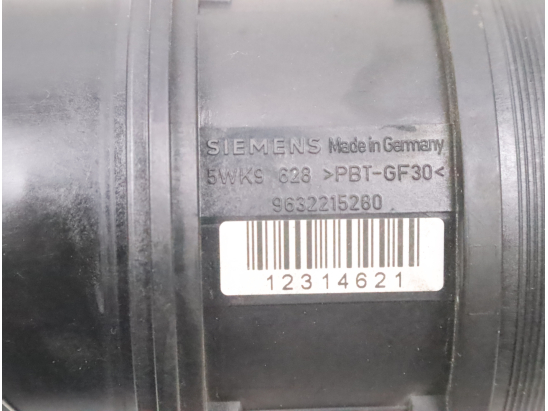 SIEMENS Made in Germany
5WK9 628 >PBT-GF30<
9632215280
12314621